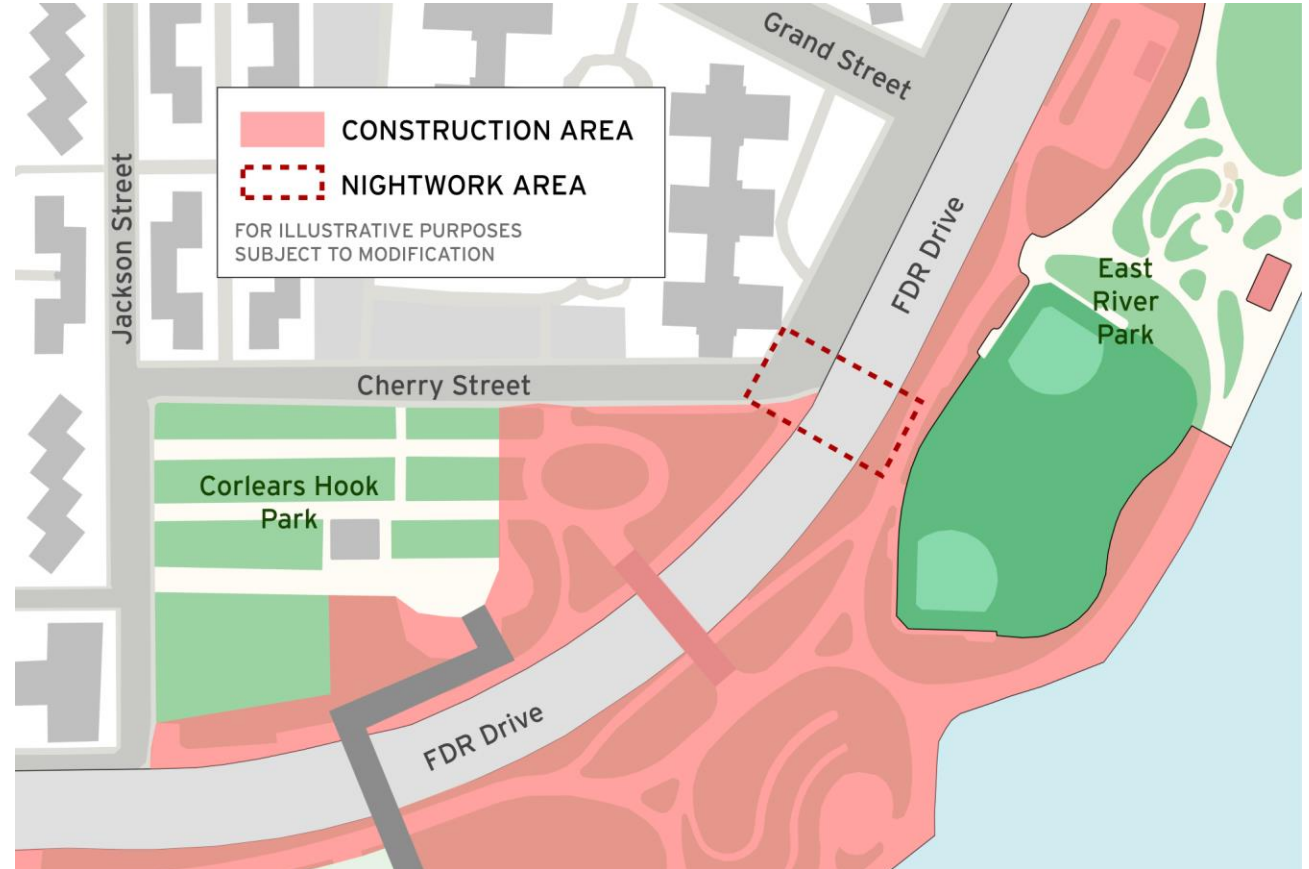 Grand Street
CONSTRUCTION AREA
NIGHTWORK AREA
FOR ILLUSTRATIVE PURPOSES
SUBJECT TO MODIFICATION
Jackson Street
FDR Drive
East
River
Park
Cherry Street
Corlears Hook
Park
FDR Drive